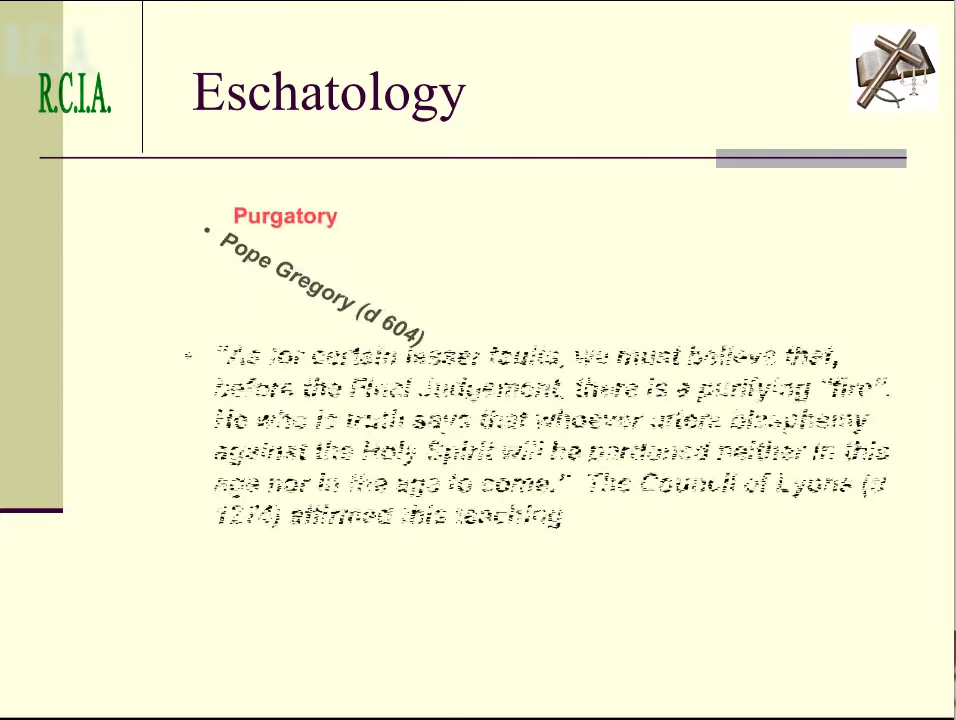 R.C.I.A.
Eschatology
Purgatory
• Pope Gregory (d 604)
• "As for certain lesser faults, we must believe that,
before the Final Judgement, there is a purifying "fire".
He who is truth says that whoever utters blasphemy
against the Holy Spirit will be pardoned neither in this
age nor in the age to come." The Council of Lyons (d
1274) affirmed this teaching